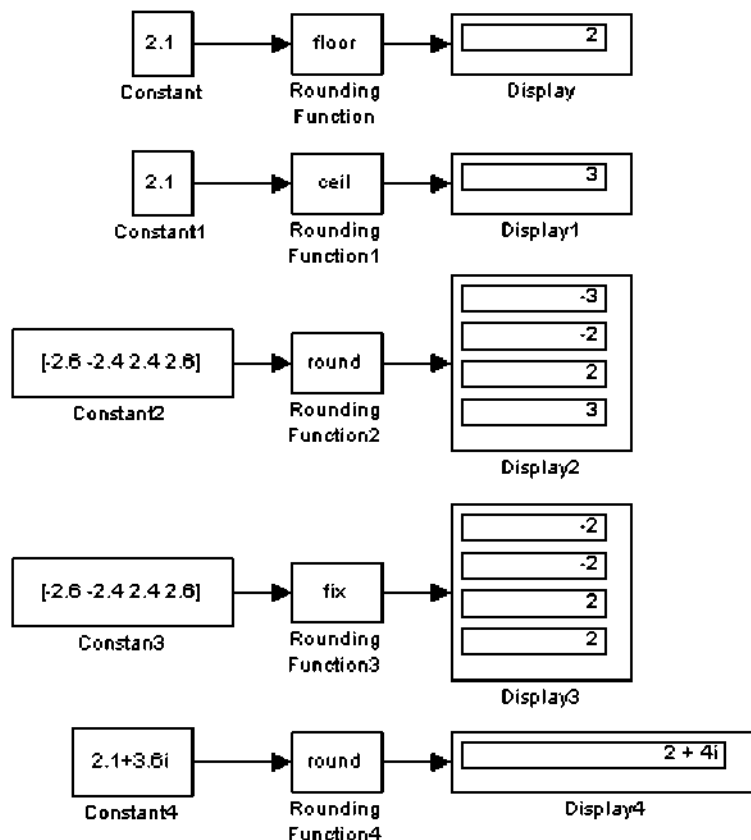 2.1
floor
2
Constant
Rounding
Function
Display
2.1
ceil
3
Constant1
Rounding
Function1
Display1
[-2.6 -2.4 2.4 2.6]
round
-3
-2
2
3
Constant2
Rounding
Function2
Display2
[-2.6 -2.4 2.4 2.6]
fix
-2
-2
2
2
Constan3
Rounding
Function3
Display3
2.1+3.6i
round
2 + 4i
Constant4
Rounding
Function4
Display4